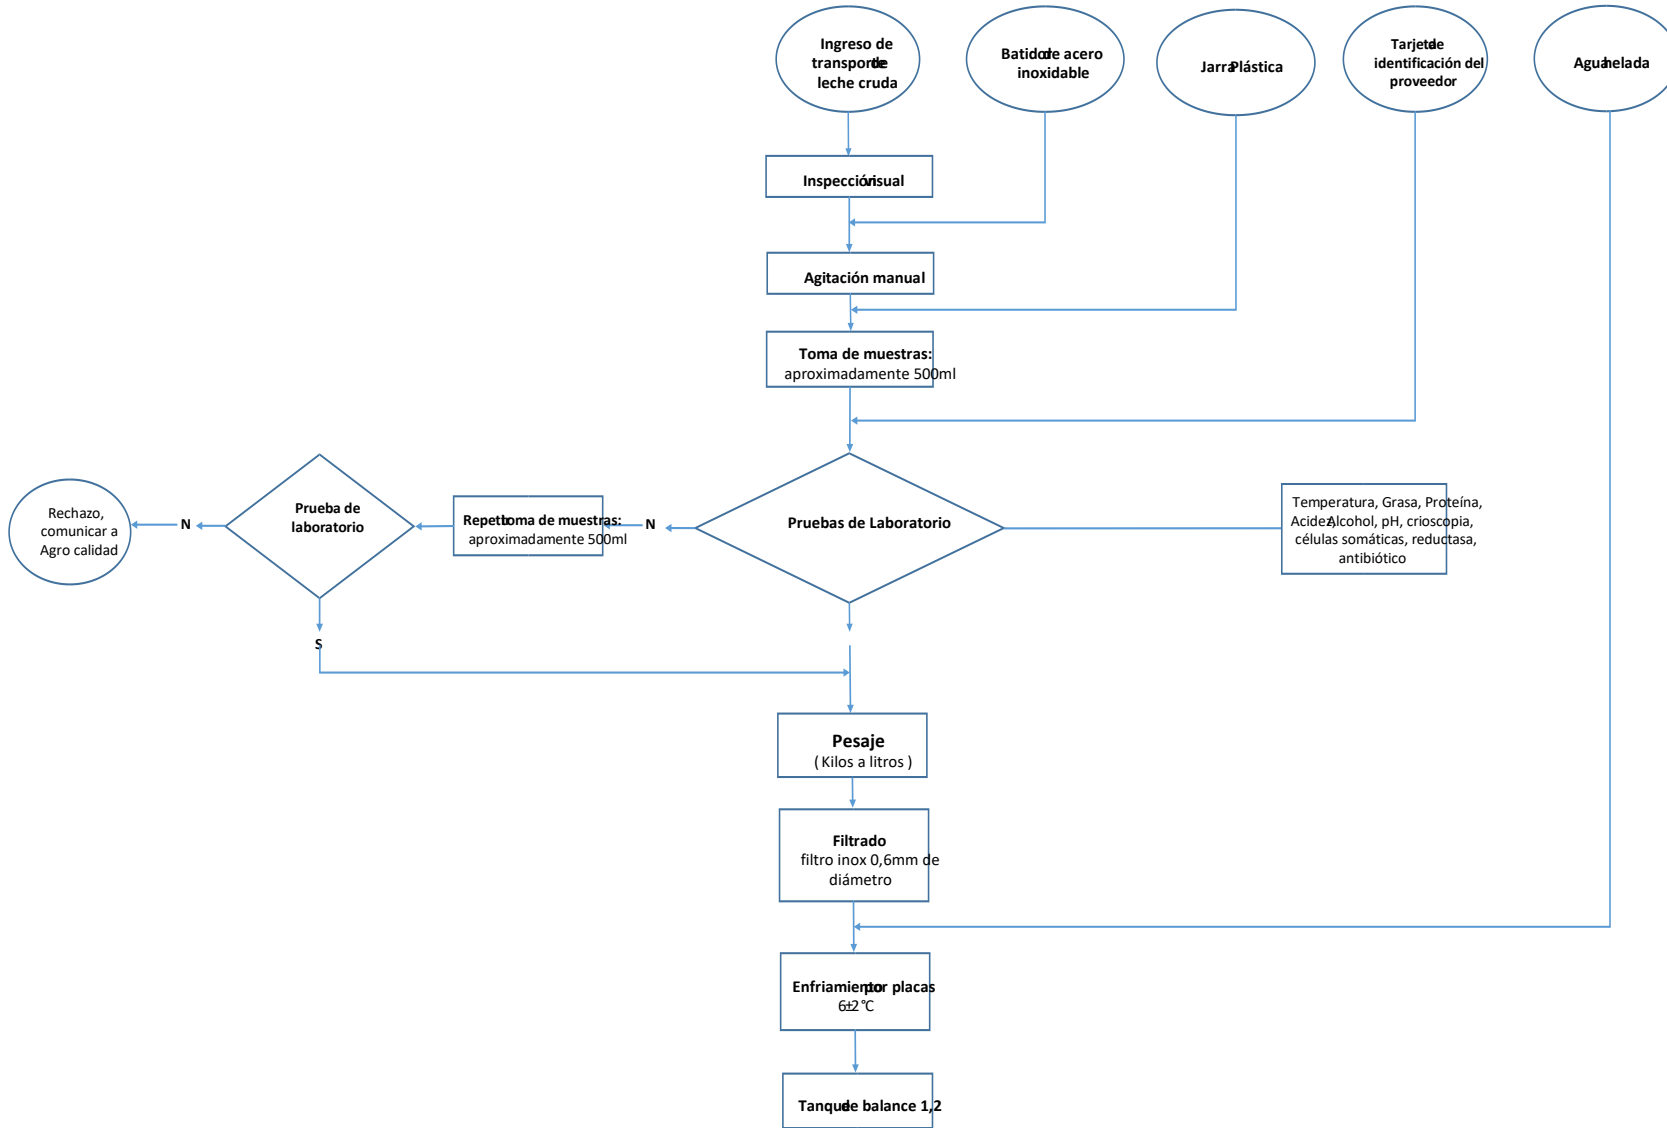 Ingreso de
transporte de
leche cruda
Batidor de acero
inoxidable
Jarra Plástica
Tarjeta de
identificación del
proveedor
Agua helada
Inspección visual
Agitación manual
Toma de muestras:
aproximadamente 500ml
Rechazo,
comunicar a
Agro calidad
N
Prueba de
laboratorio
toma de muestras:
aproximadamente 500ml
N
Pruebas de Laboratorio
Temperatura, Grasa, Proteína,
Acidez, Alcohol, pH, crioscopia,
células somáticas, reductasa,
antibiótico
S
Pesaje
( Kilos a litros )
Filtrado
filtro inox 0,6mm de
diámetro
Enfriamiento por placas
6±2°C
Tanque de balance 1,2